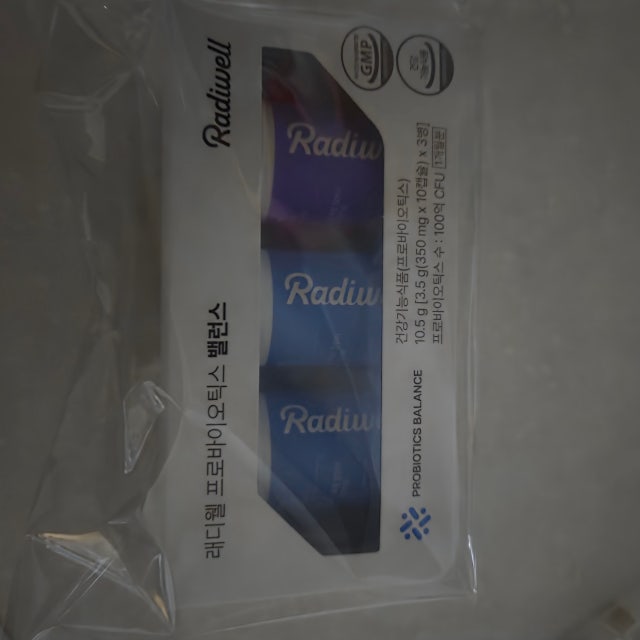 Radiwell
래디웰 프로바이오틱스 밸런스
Radiw
Radiw
Radiwe
PROBIOTICS BALANCE
GMP
건강기능식품(프로바이오틱스)
10.5 g [3.5 g(350 mg x 10캡슐) x 3병]
프로바이오틱스 수 : 100억 CFU